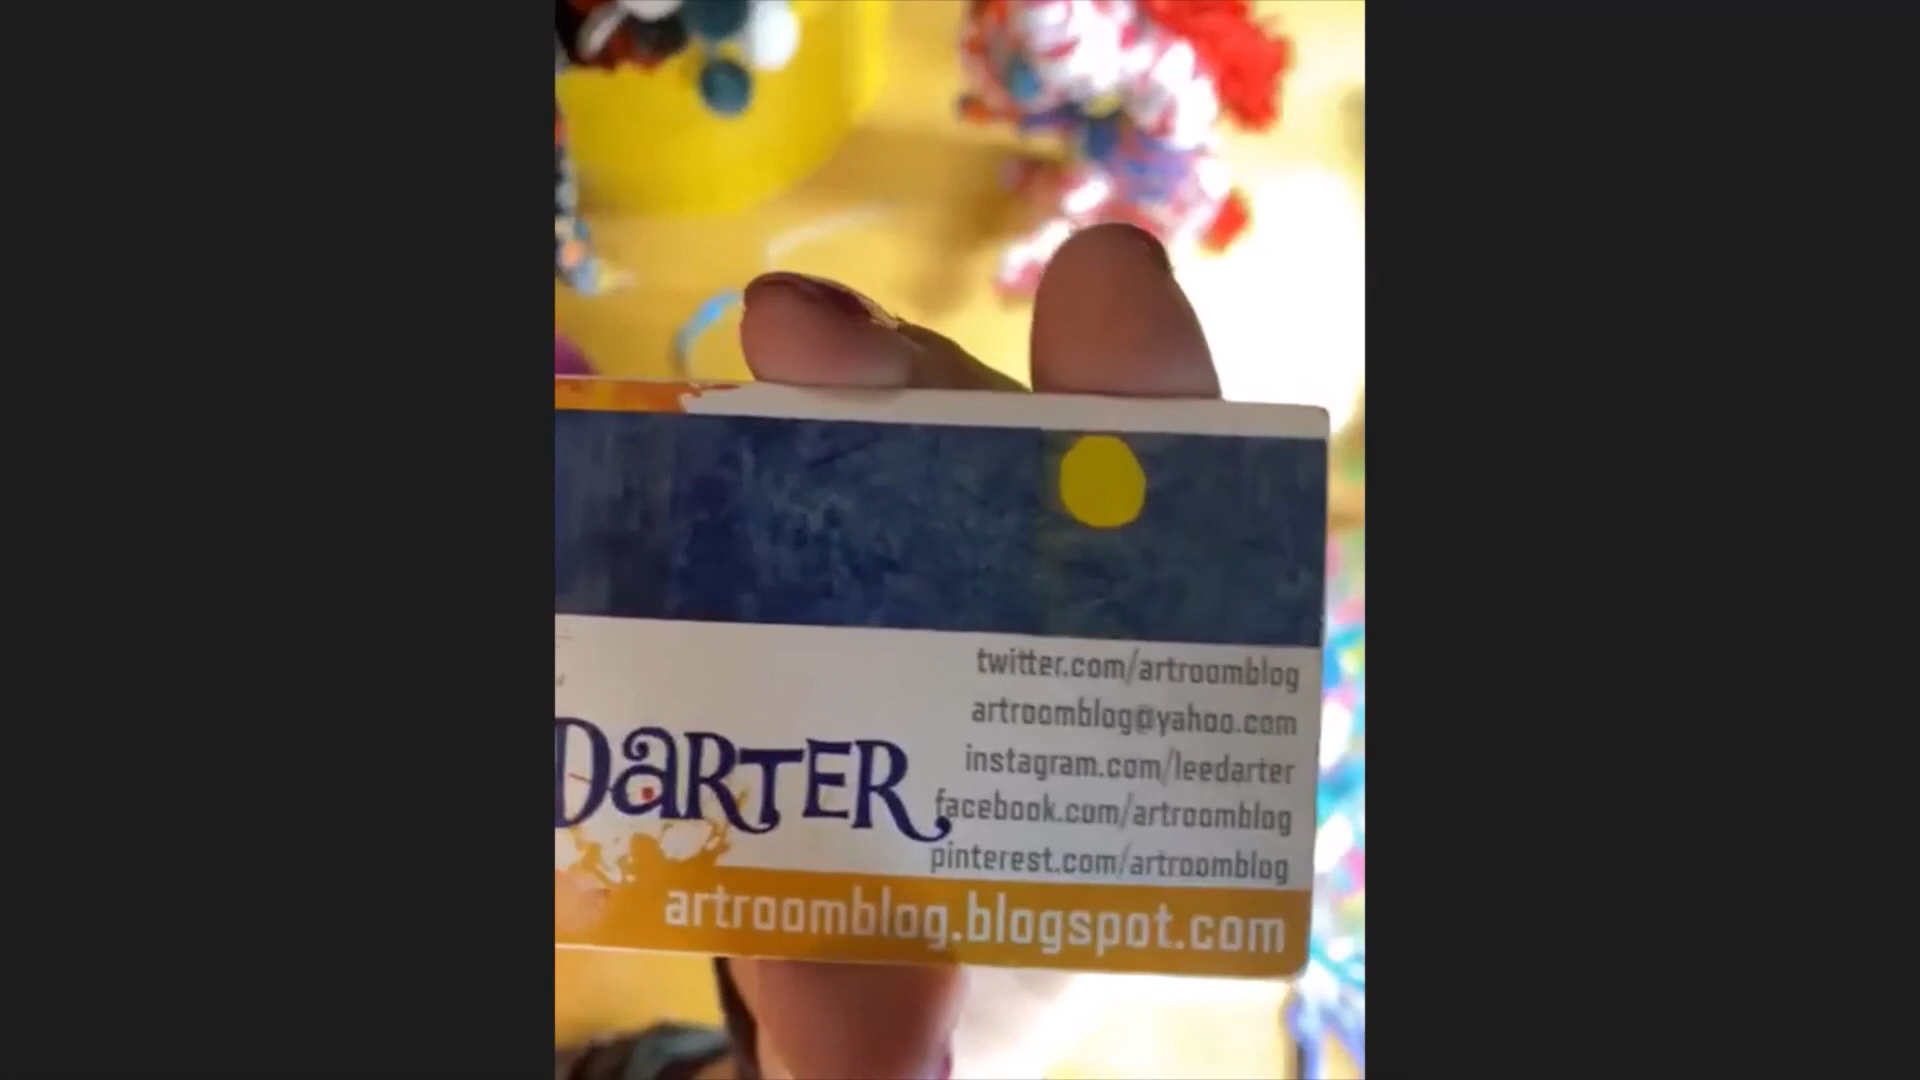 twitter.com/artroomblog
artroomblog@yahoo.com
instagram.com/leedarter
DARTER
facebook.com/artroomblog
pinterest.com/artroomblog
artroomblog.blogspot.com